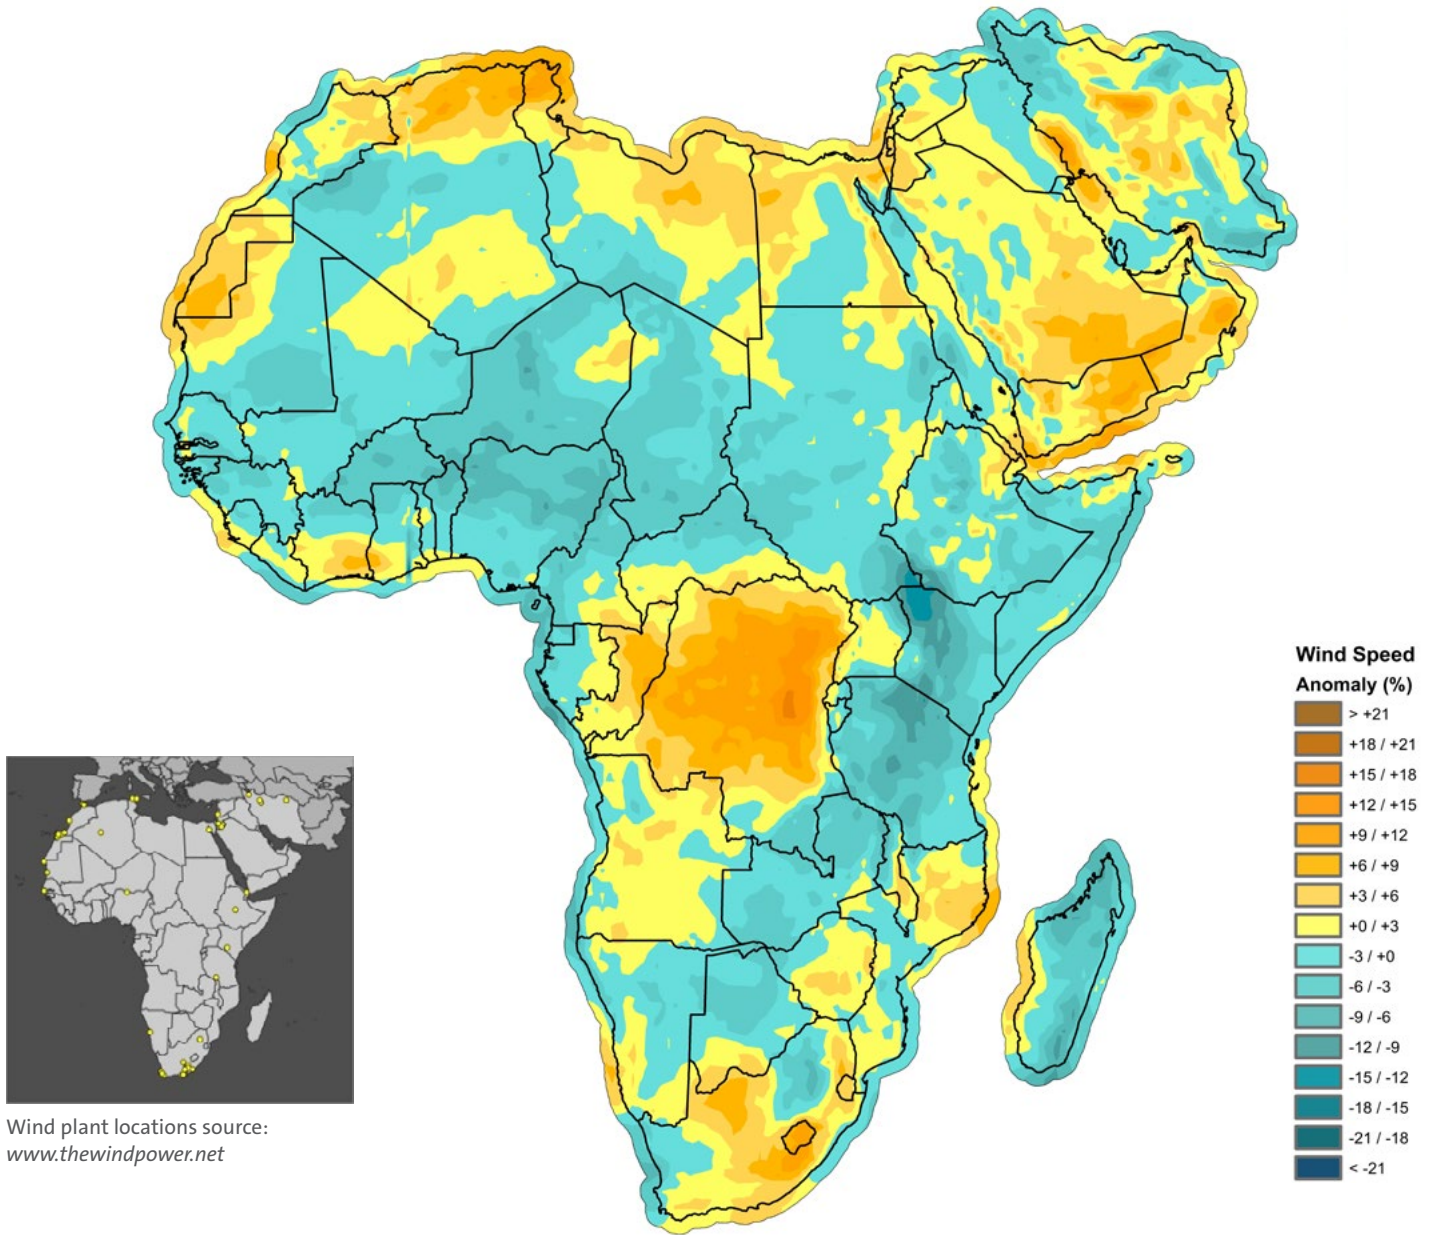 Wind Speed
Anomaly (%)
> +21
+18 / +21
+15 / +18
+12 / +15
+9 / +12
+6 / +9
+3 / +6
+0 / +3
-3 / +0
-6 / -3
-9 / -6
-12 / -9
-15 / -12
-18 / -15
-21 / -18
< -21
Wind plant locations source:
www.thewindpower.net